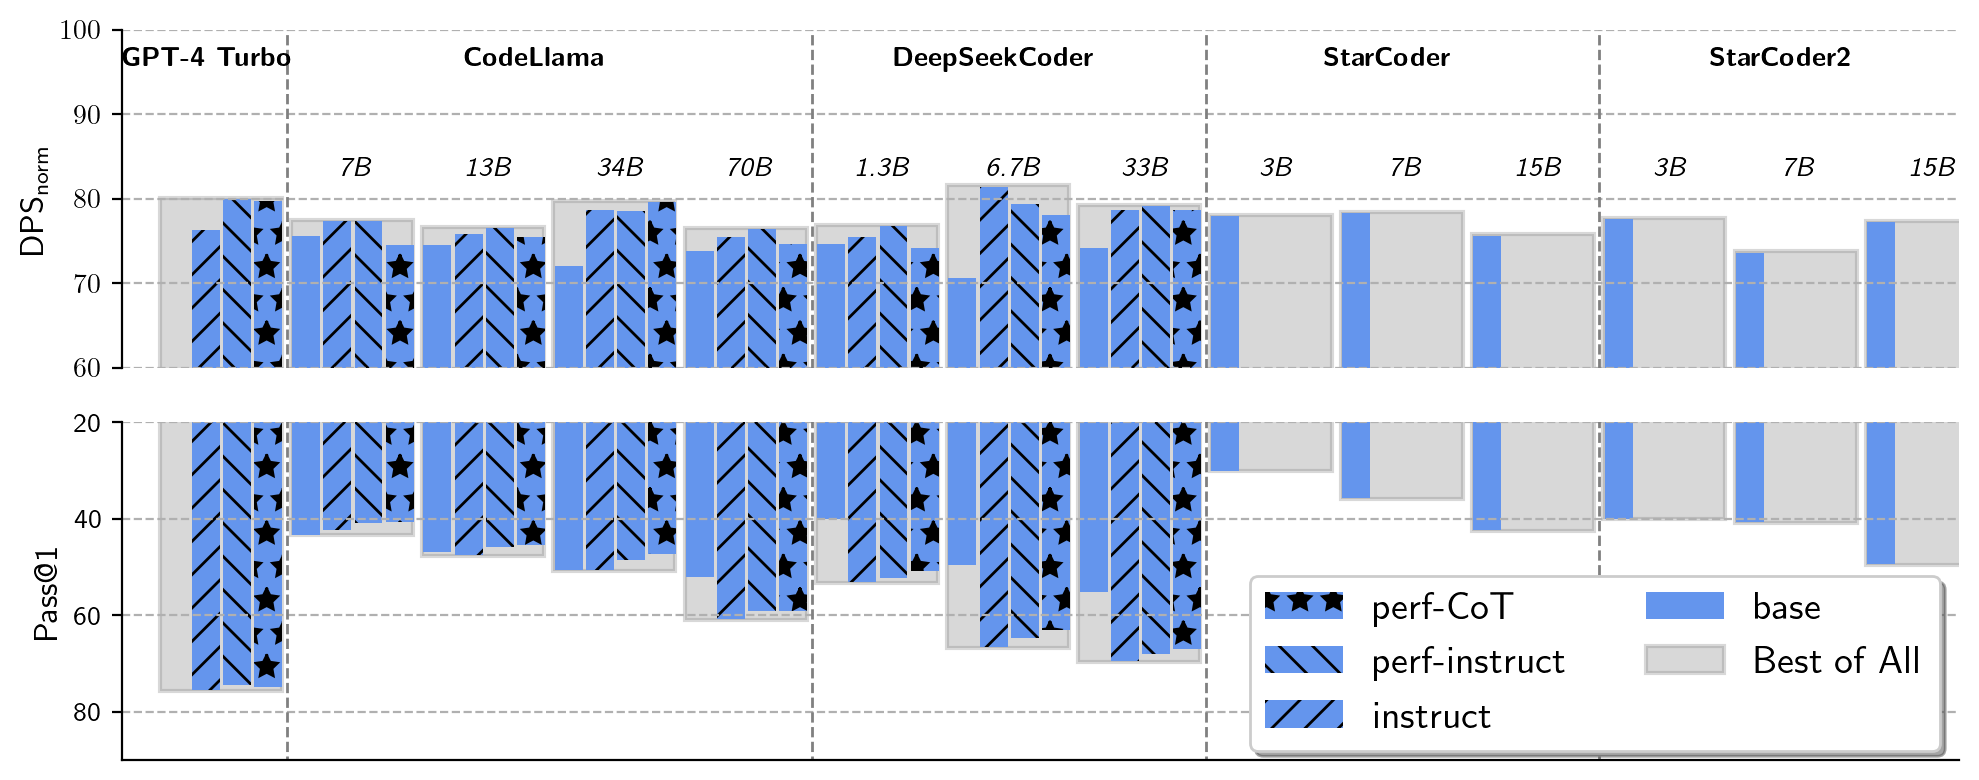 100
GPT-4 Turbo CodeLlama DeepSeekCoder StarCoder StarCoder2
90
7B 13B 34B 70B 1.3B 6.7B 33B 3B 7B 15B 3B 7B 15B
80
DPSnorm
70
60
20
40
Pass@1
60
80
perf-CoT base
perf-instruct Best of All
instruct